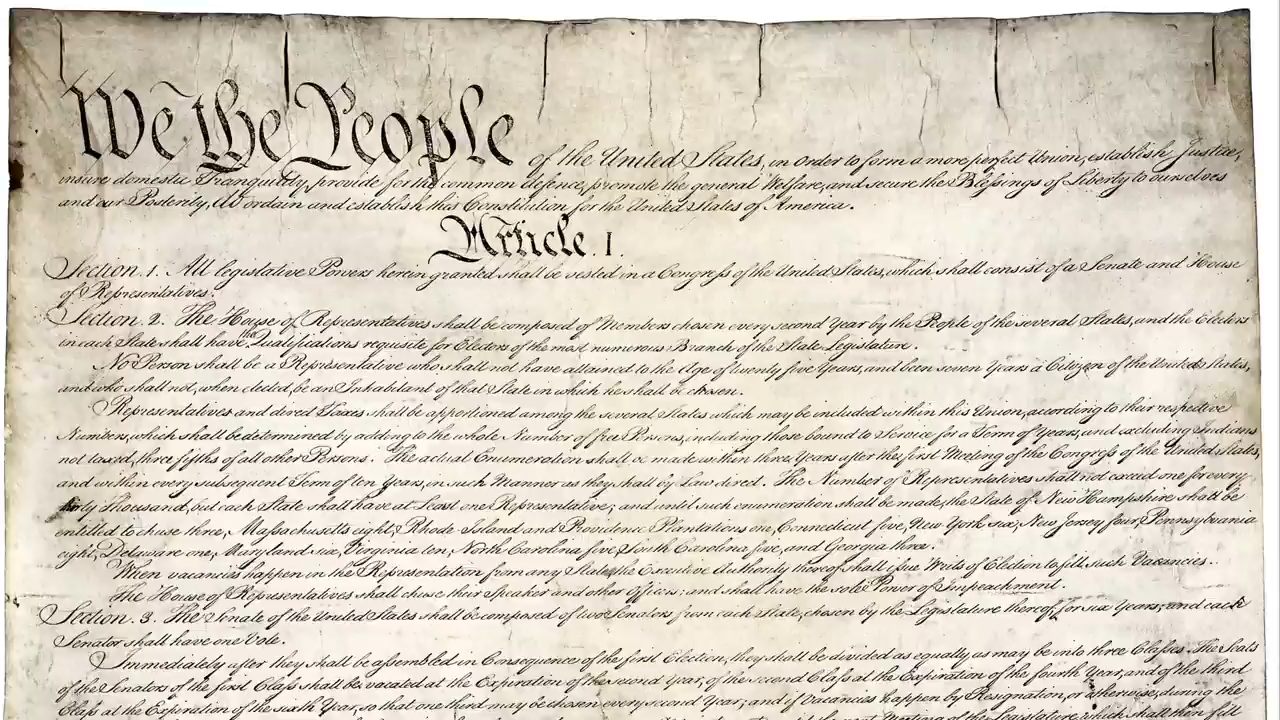 We the People of the United States, in Order to form a more perfect Union, establish Justice,
insure domestic Tranquility, provide for the common defence, promote the general Welfare, and secure the Blessings of Liberty to ourselves
and our Posterity, do ordain and establish this Constitution for the United States of America.
Article. I.
Section. 1. All legislative Powers herein granted shall be vested in a Congress of the United States, which shall consist of a Senate and House
of Representatives.
Section. 2. The House of Representatives shall be composed of Members chosen every second Year by the People of the several States, and the Electors
in each State shall have the Qualifications requisite for Electors of the most numerous Branch of the State Legislature.
No Person shall be a Representative who shall not have attained to the Age of twenty five Years, and been seven Years a Citizen of the United States,
and who shall not, when elected, be an Inhabitant of that State in which he shall be chosen.
Representatives and direct Taxes shall be apportioned among the several States which may be included within this Union, according to their respective
Numbers, which shall be determined by adding to the whole Number of free Persons, including those bound to Service for a Term of Years, and excluding Indians
not taxed, three fifths of all other Persons. The actual Enumeration shall be made within three Years after the first Meeting of the Congress of the United States,
and within every subsequent Term of ten Years, in such Manner as they shall by Law direct. The Number of Representatives shall not exceed one for every
thirty Thousand, but each State shall have at Least one Representative; and until such enumeration shall be made, the State of New Hampshire shall be
entitled to chuse three, Massachusetts eight, Rhode Island and Providence Plantations one, Connecticut five, New York six, New Jersey four, Pennsylvania
eight, Delaware one, Maryland six, Virginia ten, North Carolina five, South Carolina five, and Georgia three.
When vacancies happen in the Representation from any State, the Executive Authority thereof shall issue Writs of Election to fill such Vacancies.
The House of Representatives shall chuse their Speaker and other Officers; and shall have the sole Power of Impeachment.
Section. 3. The Senate of the United States shall be composed of two Senators from each State, chosen by the Legislature thereof, for six Years; and each
Senator shall have one Vote.
Immediately after they shall be assembled in Consequence of the first Election, they shall be divided as equally as may be into three Classes. The Seats
of the Senators of the first Class shall be vacated at the Expiration of the second Year, of the second Class at the Expiration of the fourth Year, and of the third
Class at the Expiration of the sixth Year, so that one third may be chosen every second Year; and if Vacancies happen by Resignation, or otherwise, during the